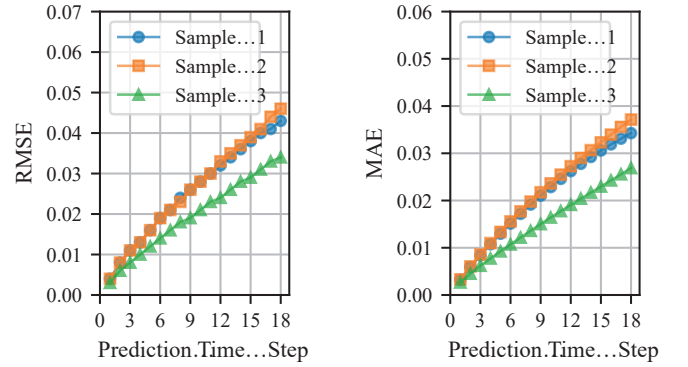 0.07
0.06
0.05
0.04
0.03
0.02
0.01
0.00
RMSE
Sample…1
Sample…2
Sample…3
0 3 6 9 12 15 18
Prediction…Time…Step
0.06
0.05
0.04
0.03
0.02
0.01
0.00
MAE
Sample…1
Sample…2
Sample…3
0 3 6 9 12 15 18
Prediction…Time…Step